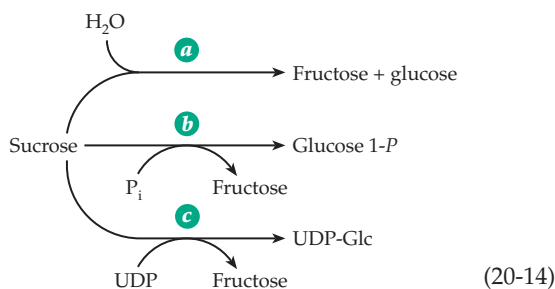 H₂O
a
Fructose + glucose
b
Sucrose
Glucose 1-P
Pᵢ
Fructose
c
UDP-Glc
UDP
Fructose
(20-14)